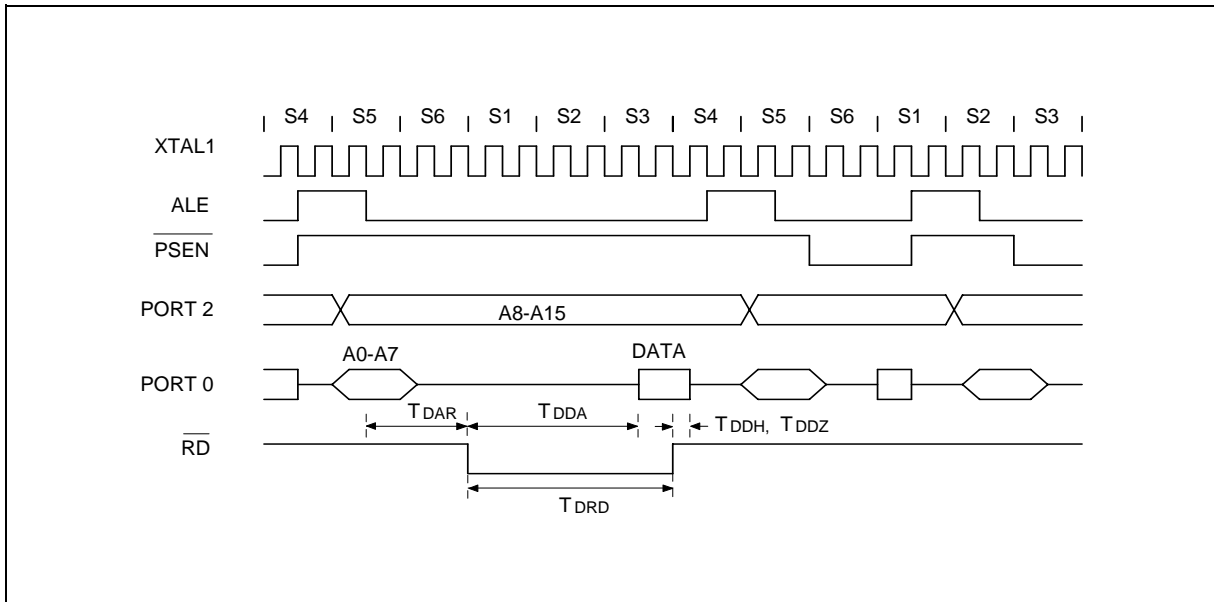 S4 S5 S6 S1 S2 S3 S4 S5 S6 S1 S2 S3
XTAL1
ALE
PSEN
PORT 2
A8-A15
A0-A7
DATA
PORT 0
TDAR
TDDA
TDDH, TDDZ
RD
TDRD